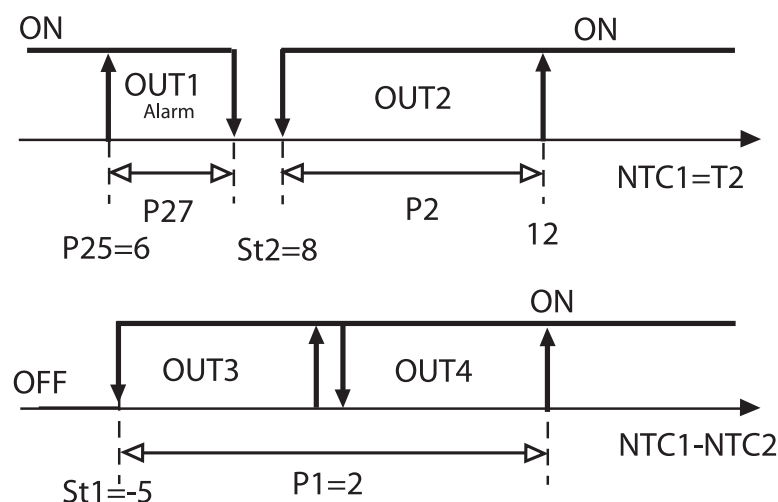 ON
ON
OUT1
Alarm
OUT2
NTC1=T2
P27
P2
P25=6
St2=8
12
ON
OUT3
OUT4
OFF
NTC1-NTC2
St1=-5
P1=2